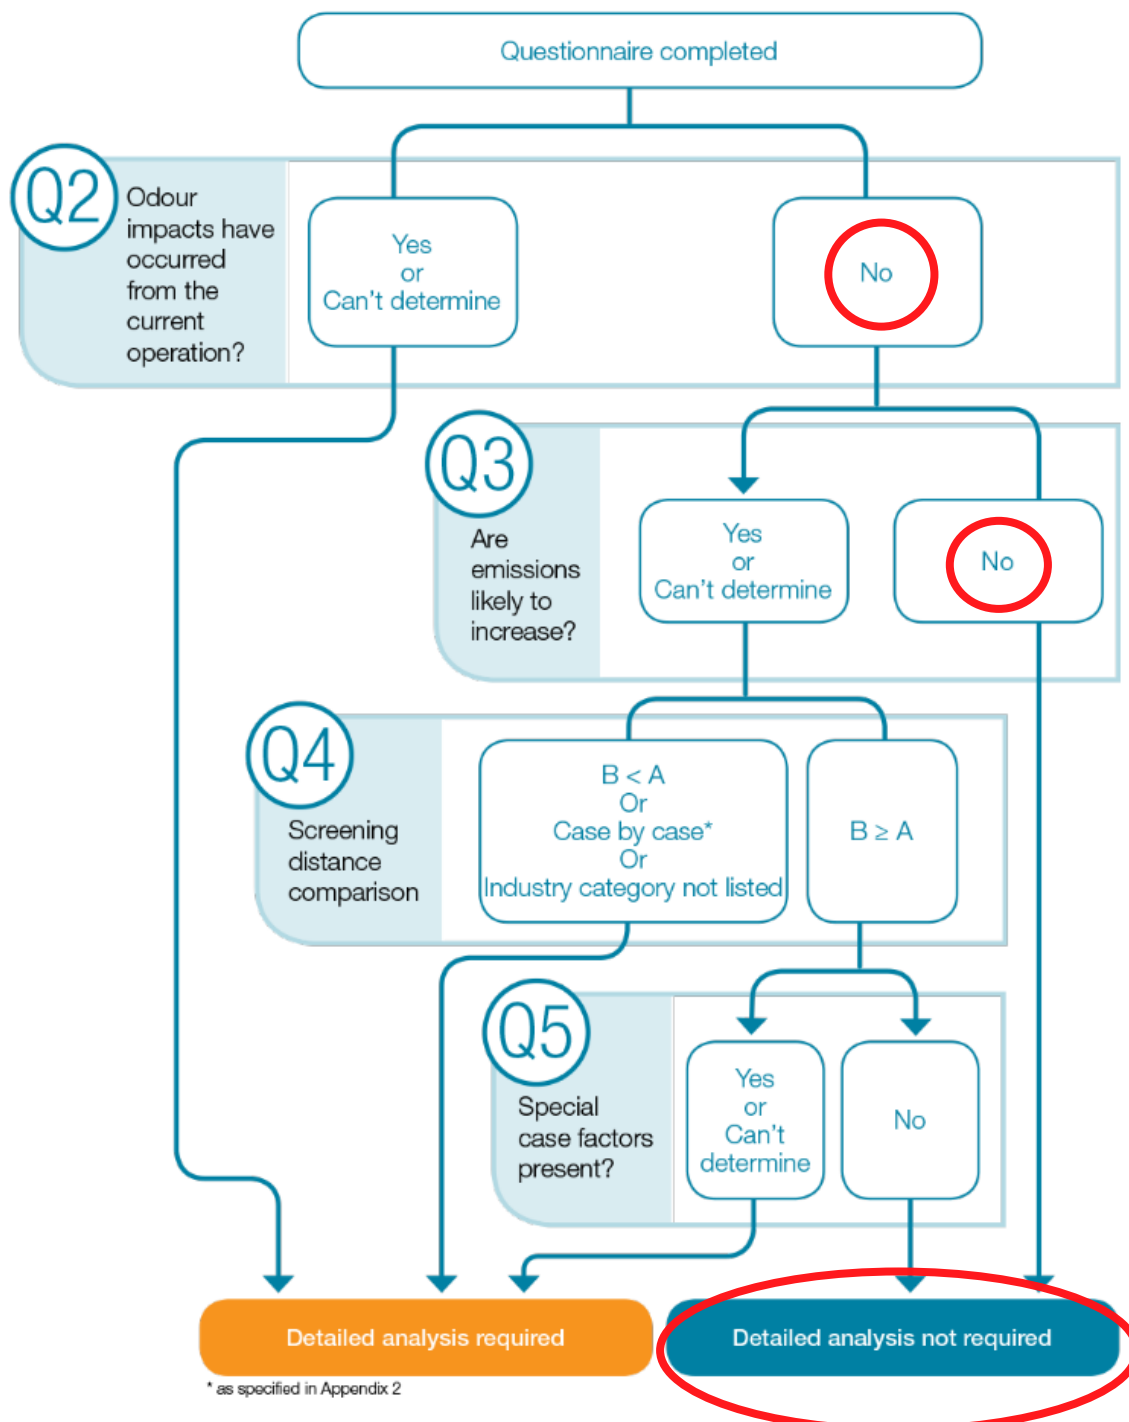 Questionnaire completed
Q2
Odour
impacts have
occurred
from the
current
operation?
Yes
or
Can't determine
No
Q3
Are
emissions
likely to
increase?
Yes
or
Can't determine
No
Q4
Screening
distance
comparison
B < A
Or
Case by case*
Or
Industry category not listed
B ≥ A
Q5
Special
case factors
present?
Yes
or
Can't
determine
No
Detailed analysis required
Detailed analysis not required
* as specified in Appendix 2